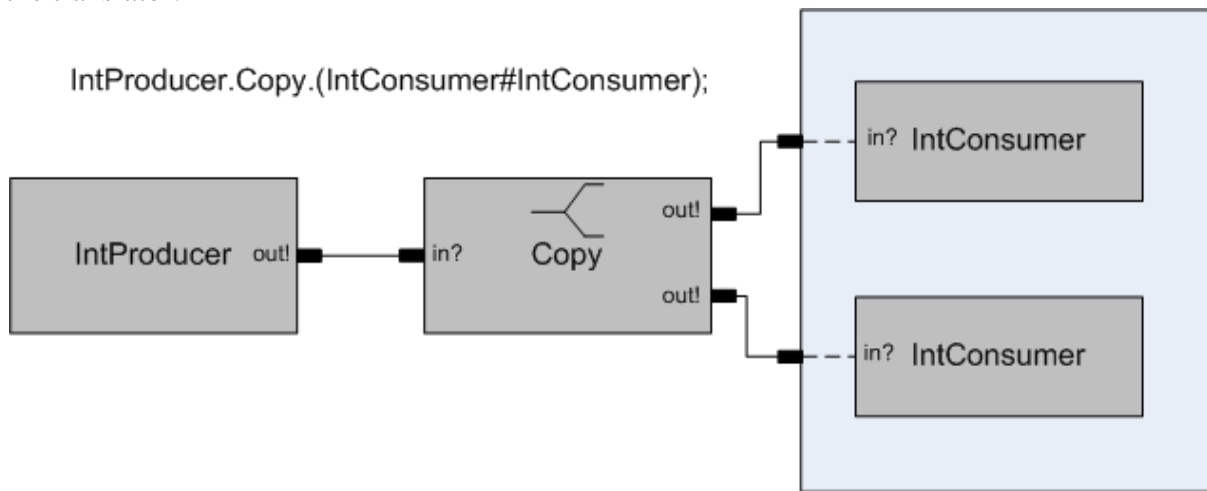 IntProducer.Copy.(IntConsumer#IntConsumer);
in? IntConsumer
IntProducer out!
in? Copy
out!
out!
in? IntConsumer